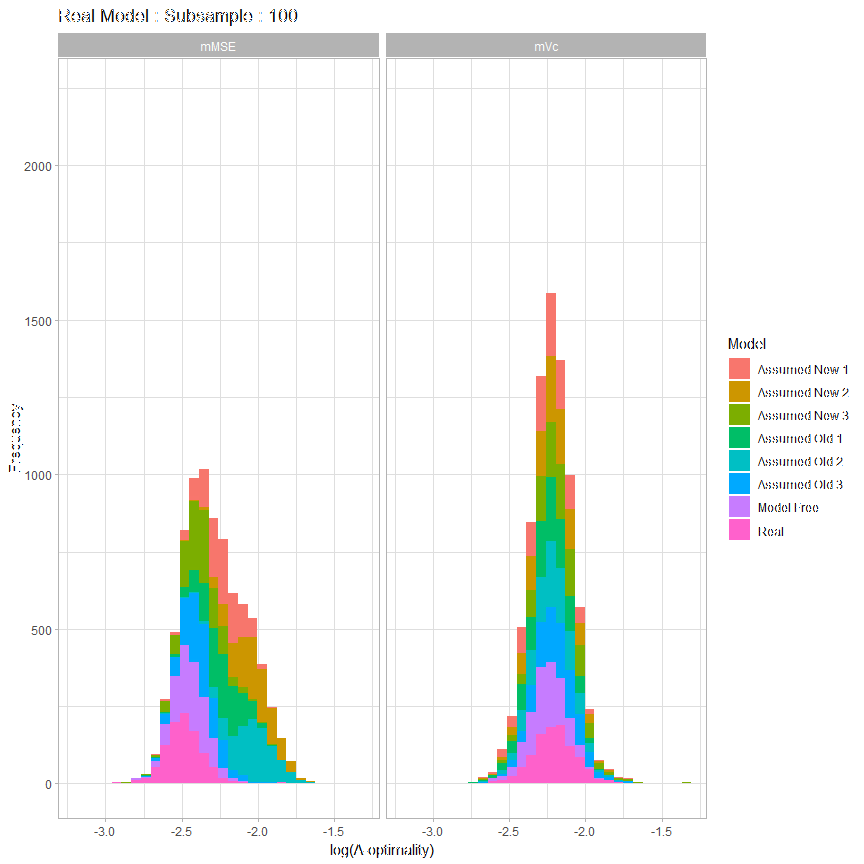 Real Model : Subsample : 100
mMSE
mVc
2000
1500
1000
500
0
Frequency
-3.0
-2.5
-2.0
-1.5
-3.0
-2.5
-2.0
-1.5
-log(A-optimality)
Model
Assumed New 1
Assumed New 2
Assumed New 3
Assumed Old 1
Assumed Old 2
Assumed Old 3
Model Free
Real